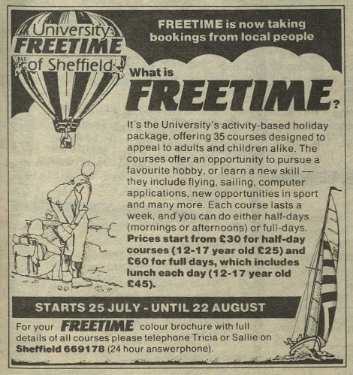 University
FREETIME
of Sheffield
FREETIME is now taking
bookings from local people
What is
FREETIME?
It's the University's activity-based holiday
package, offering 35 courses designed to
appeal to adults and children alike. The
courses offer an opportunity to pursue a
favourite hobby, or learn a new skill —
they include flying, sailing, computer
applications, new opportunities in sport
and many more. Each course lasts a
week, and you can do either half-days
(mornings or afternoons) or full-days.
Prices start from £30 for half-day
courses (12-17 year old £25) and
£60 for full days, which includes
lunch each day (12-17 year old
£45).
STARTS 25 JULY - UNTIL 22 AUGUST
For your FREETIME colour brochure with full
details of all courses please telephone Tricia or Sallie on
Sheffield 669178 (24 hour answerphone).